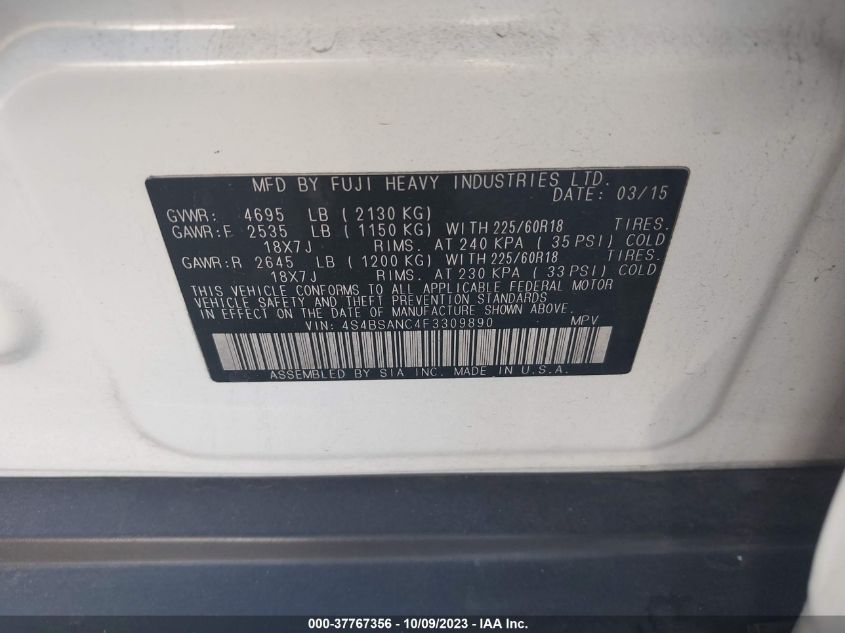 MFD BY FUJI HEAVY INDUSTRIES LTD.
DATE: 03/15
GVWR: 4695 LB ( 2130 KG)
GAWR:F 2535 LB ( 1150 KG) WITH 225/60R18 TIRES.
18X7J RIMS. AT 240 KPA ( 35 PSI) COLD
GAWR:R 2645 LB ( 1200 KG) WITH 225/60R18 TIRES.
18X7J RIMS. AT 230 KPA ( 33 PSI) COLD
THIS VEHICLE CONFORMS TO ALL APPLICABLE FEDERAL MOTOR
VEHICLE SAFETY AND THEFT PREVENTION STANDARDS
IN EFFECT ON THE DATE OF MANUFACTURE SHOWN ABOVE.
VIN: 4S4BSANC4F3309890 MPV
ASSEMBLED BY SIA INC. MADE IN U.S.A.
000-37767356 - 10/09/2023 - IAA Inc.